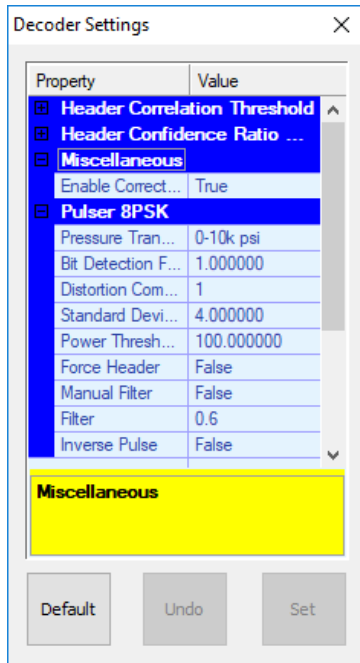 Decoder Settings
Property Value
Header Correlation Threshold
Header Confidence Ratio ...
Miscellaneous
Enable Correct... True
Pulser 8PSK
Pressure Tran... 0-10k psi
Bit Detection F... 1.000000
Distortion Com... 1
Standard Devi... 4.000000
Power Thresh... 100.000000
Force Header False
Manual Filter False
Filter 0.6
Inverse Pulse False
Miscellaneous
Default Undo Set